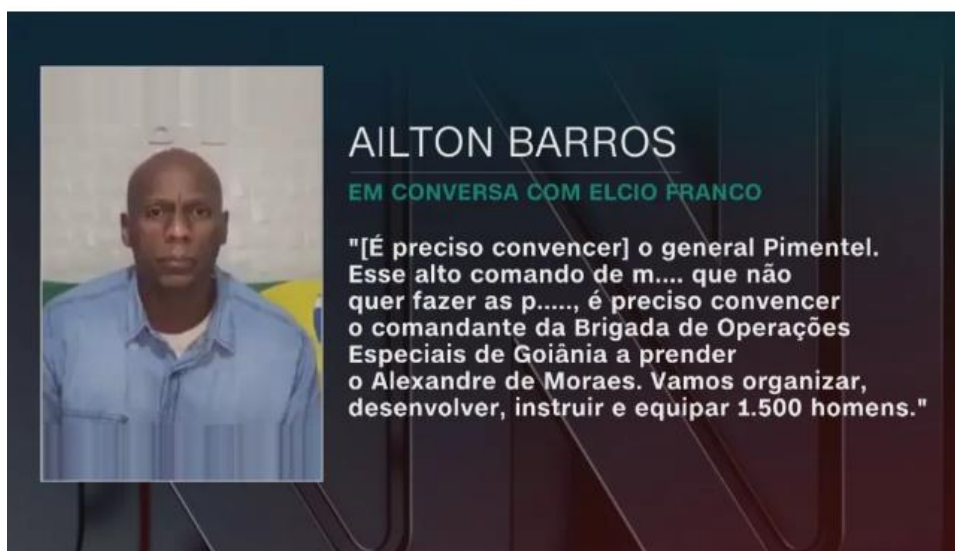 AILTON BARROS
EM CONVERSA COM ELCIO FRANCO
"[É preciso convencer] o general Pimentel.
Esse alto comando de m.... que não
quer fazer as p....., é preciso convencer
o comandante da Brigada de Operações
Especiais de Goiânia a prender
o Alexandre de Moraes. Vamos organizar,
desenvolver, instruir e equipar 1.500 homens."